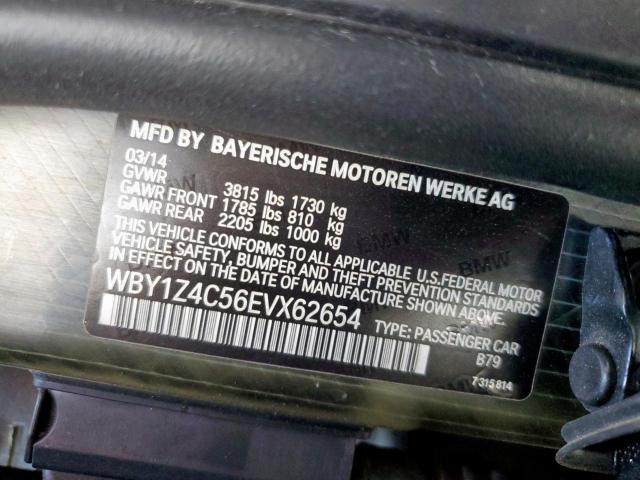 MFD BY BAYERISCHE MOTOREN WERKE AG
03/14
GVWR 3815 lbs 1730 kg
GAWR FRONT 1785 lbs 810 kg
GAWR REAR 2205 lbs 1000 kg
THIS VEHICLE CONFORMS TO ALL APPLICABLE U.S.FEDERAL MOTOR
VEHICLE SAFETY, BUMPER AND THEFT PREVENTION STANDARDS
IN EFFECT ON THE DATE OF MANUFACTURE SHOWN ABOVE.
WBY1Z4C56EVX62654 TYPE: PASSENGER CAR
B79
7315814